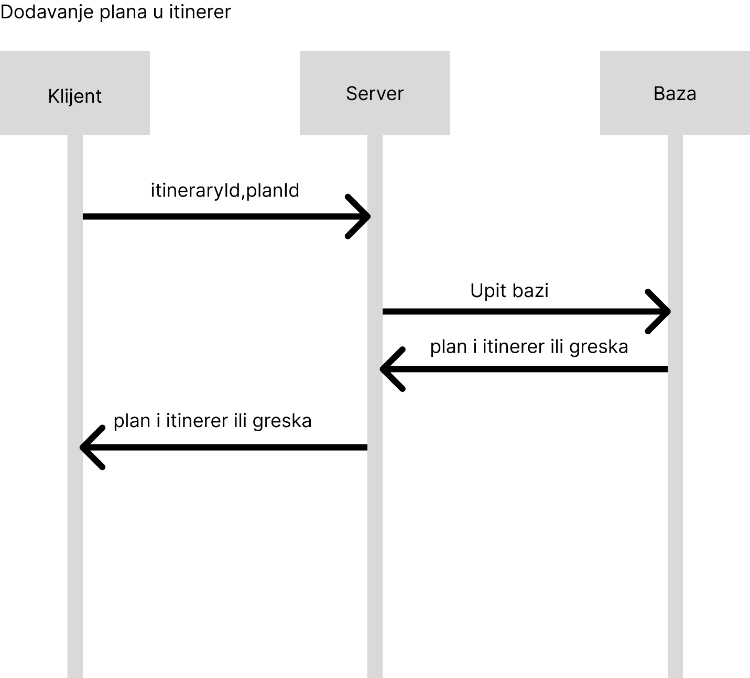 Dodavanje plana u itinerer
Klijent
Server
Baza
itineraryId,planId
Upit bazi
plan i itinerer ili greska
plan i itinerer ili greska